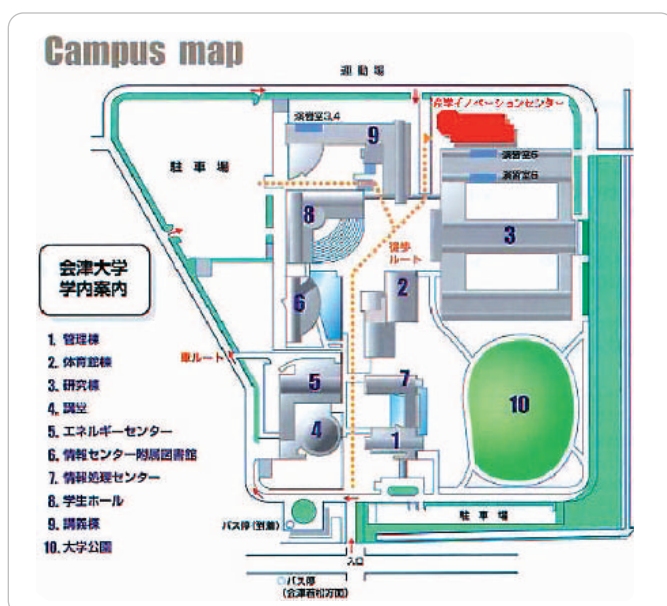 Campus map
運動場
産学イノベーションセンター
演習室3,4
9
演習室5
駐車場
演習室6
8
3
徒歩
ルート
会津大学
学内案内
6
2
1. 管理棟
2. 体育館棟
3. 研究棟
4. 講堂
5. エネルギーセンター
6. 情報センター附属図書館
7. 情報処理センター
8. 学生ホール
9. 講義棟
10. 大学公園
車ルート
5
7
10
4
1
バス停(到着)
駐車場
入口
バス停
(会津若松方面)